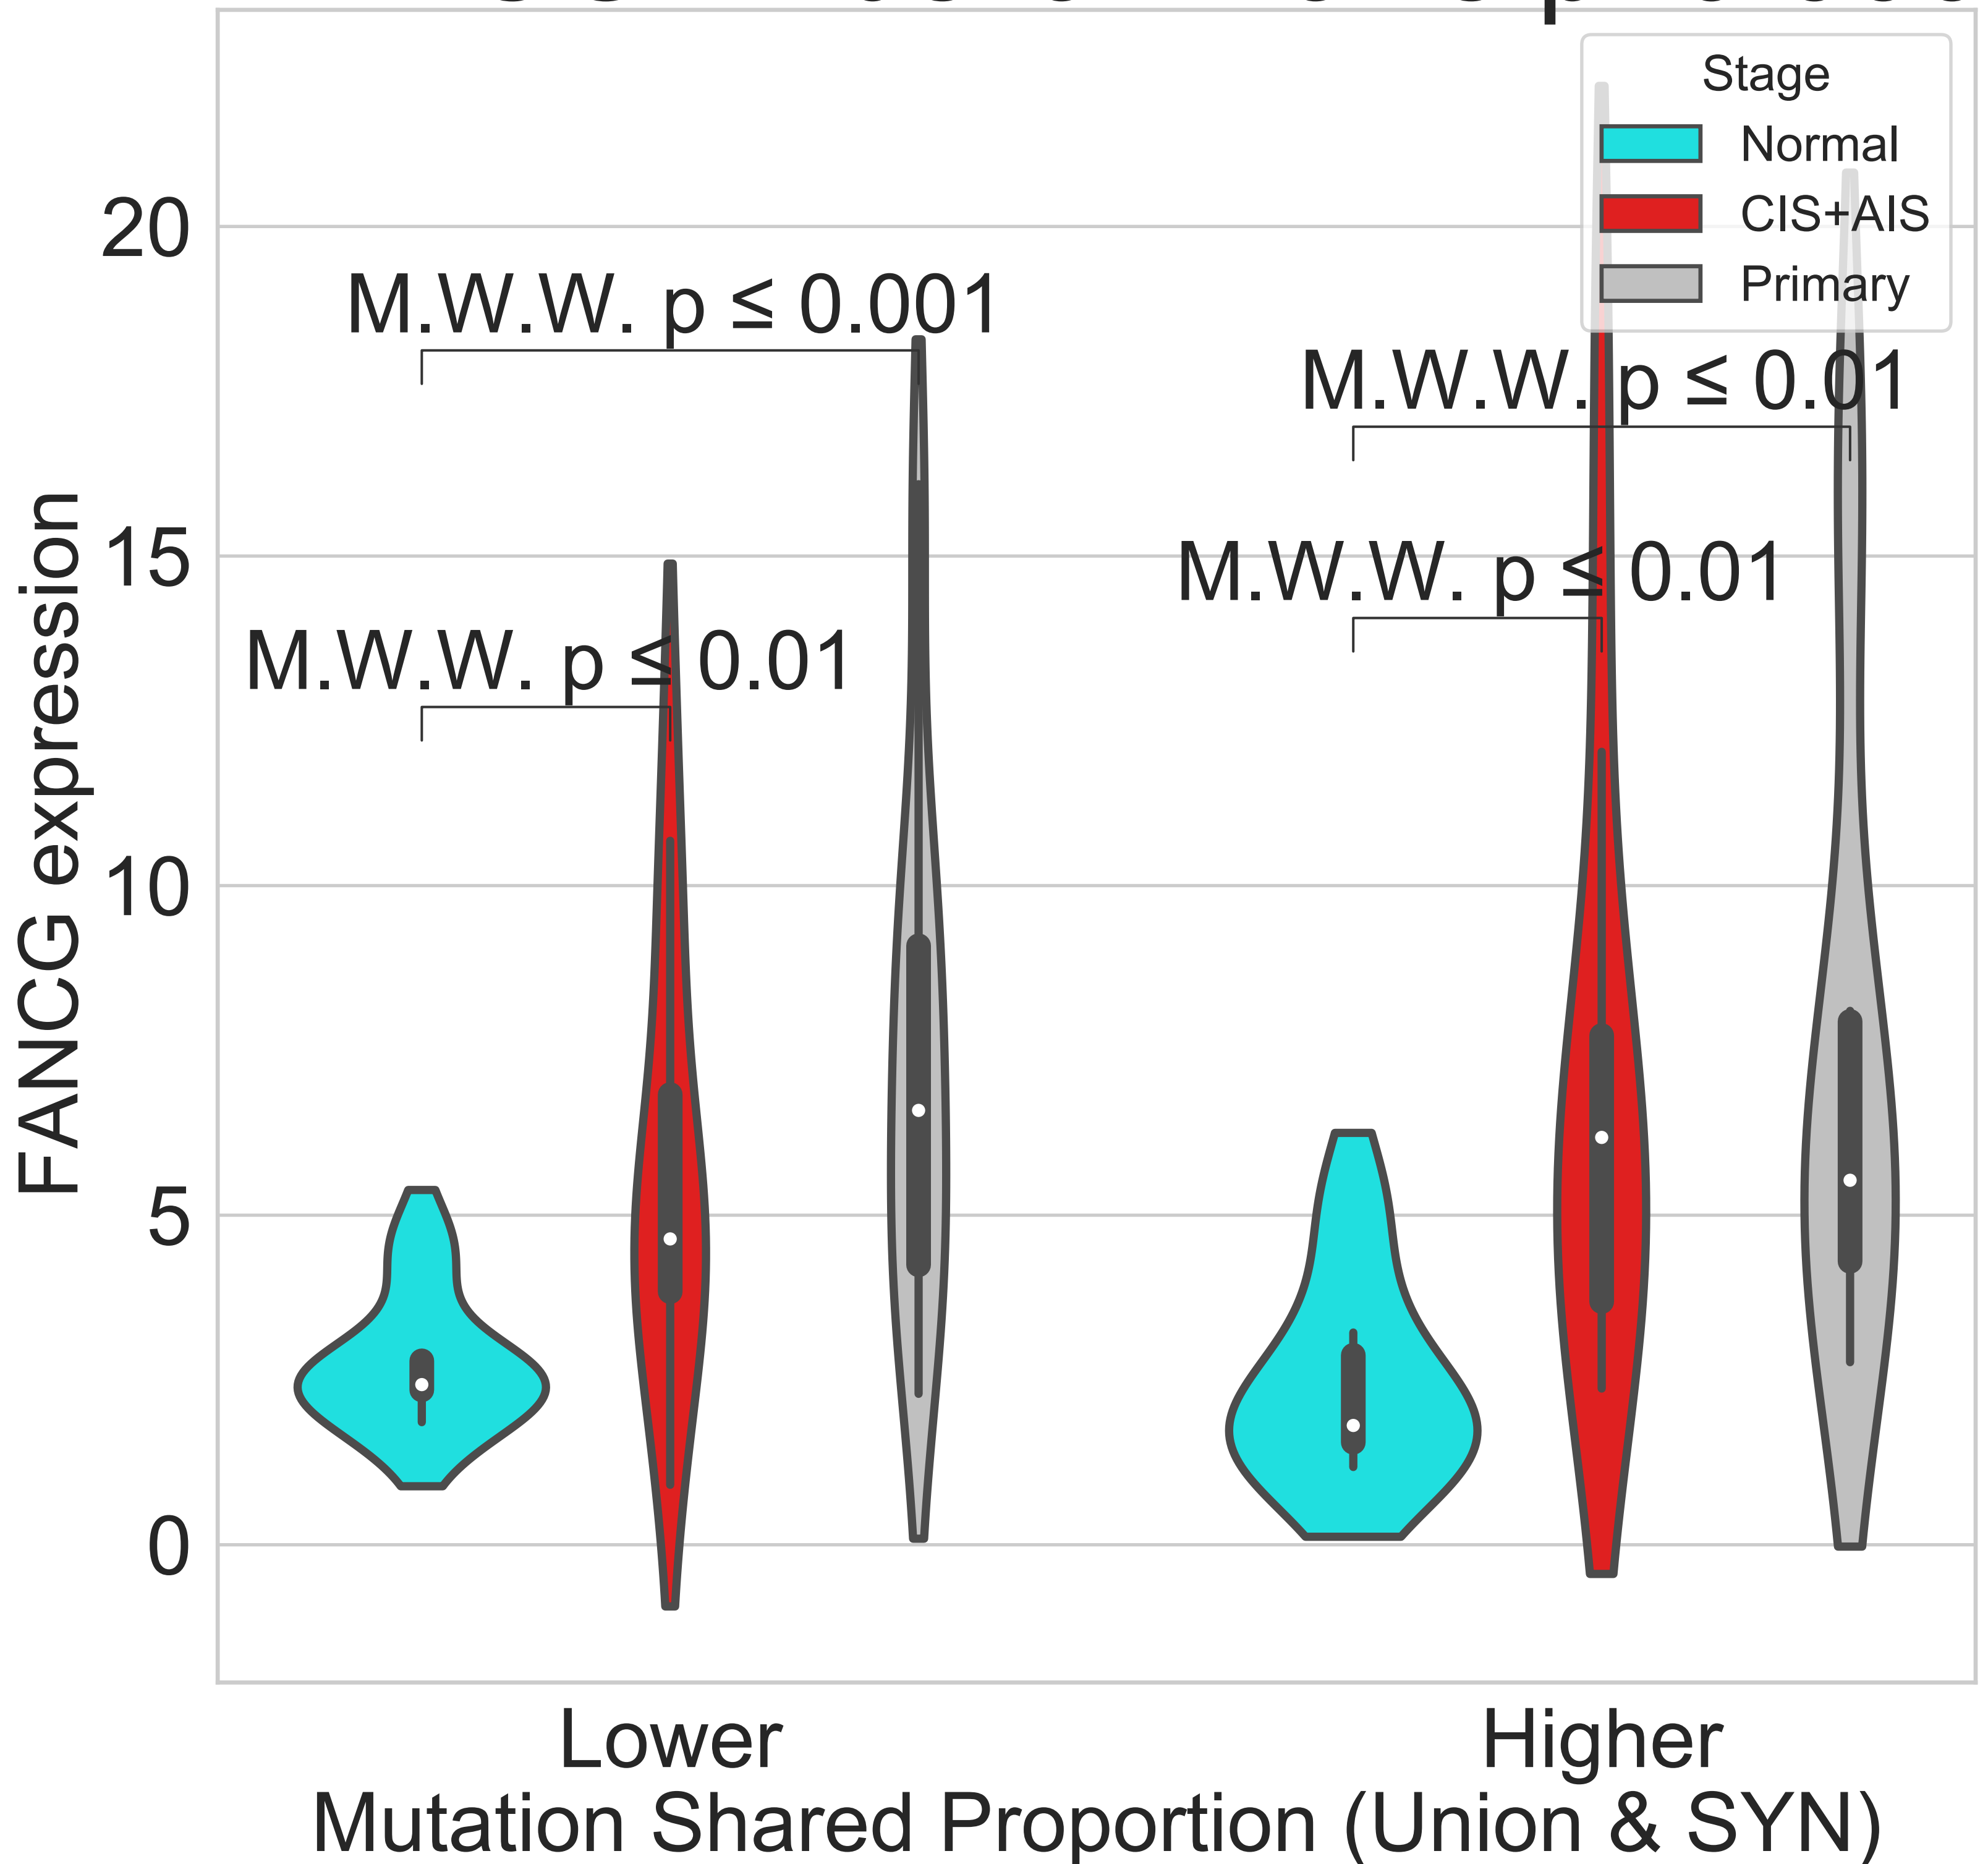 Stage
Normal
CIS+AIS
Primary
M.W.W. p ≤ 0.001
M.W.W. p ≤ 0.01
M.W.W. p ≤ 0.01
M.W.W. p ≤ 0.01
FANCG expression
20
15
10
5
0
Lower
Higher
Mutation Shared Proportion (Union & SYN)